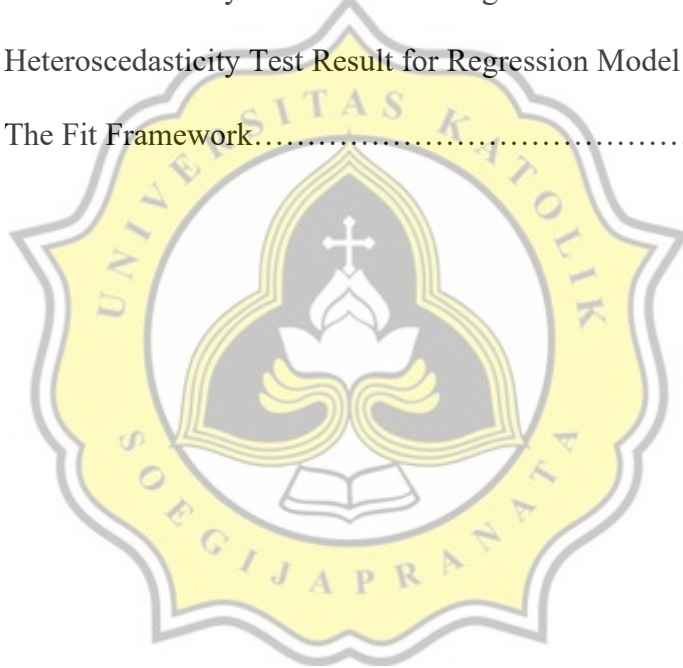 Heteroscedasticity Test Result for Regression Model
The Fit Framework……………………………………
UNIVERSITAS KATOLIK
SOEGIJAPRANATA